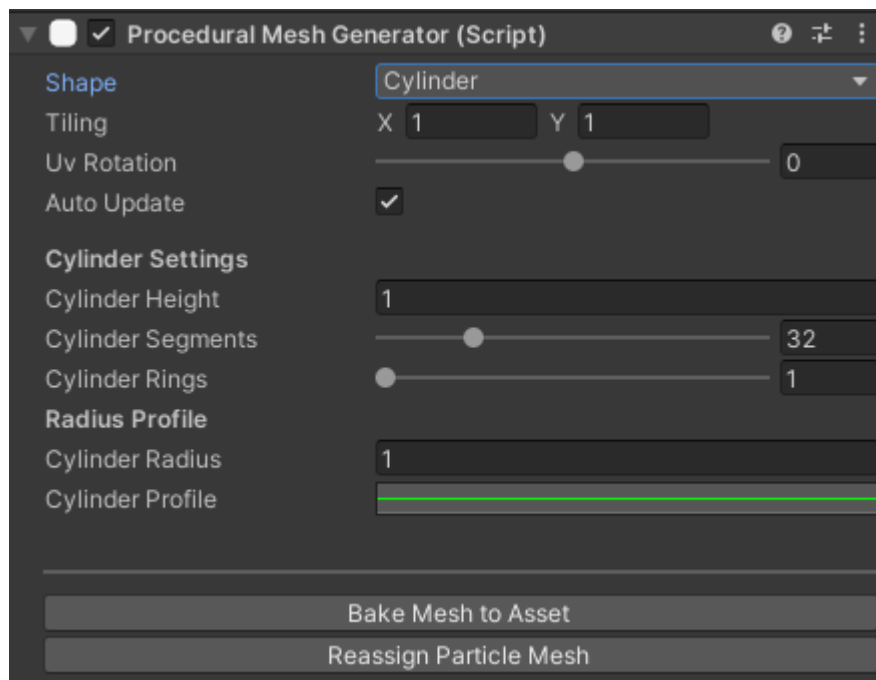 Procedural Mesh Generator (Script)
Shape Cylinder
Tiling X 1 Y 1
Uv Rotation 0
Auto Update
Cylinder Settings
Cylinder Height 1
Cylinder Segments 32
Cylinder Rings 1
Radius Profile
Cylinder Radius 1
Cylinder Profile
Bake Mesh to Asset
Reassign Particle Mesh